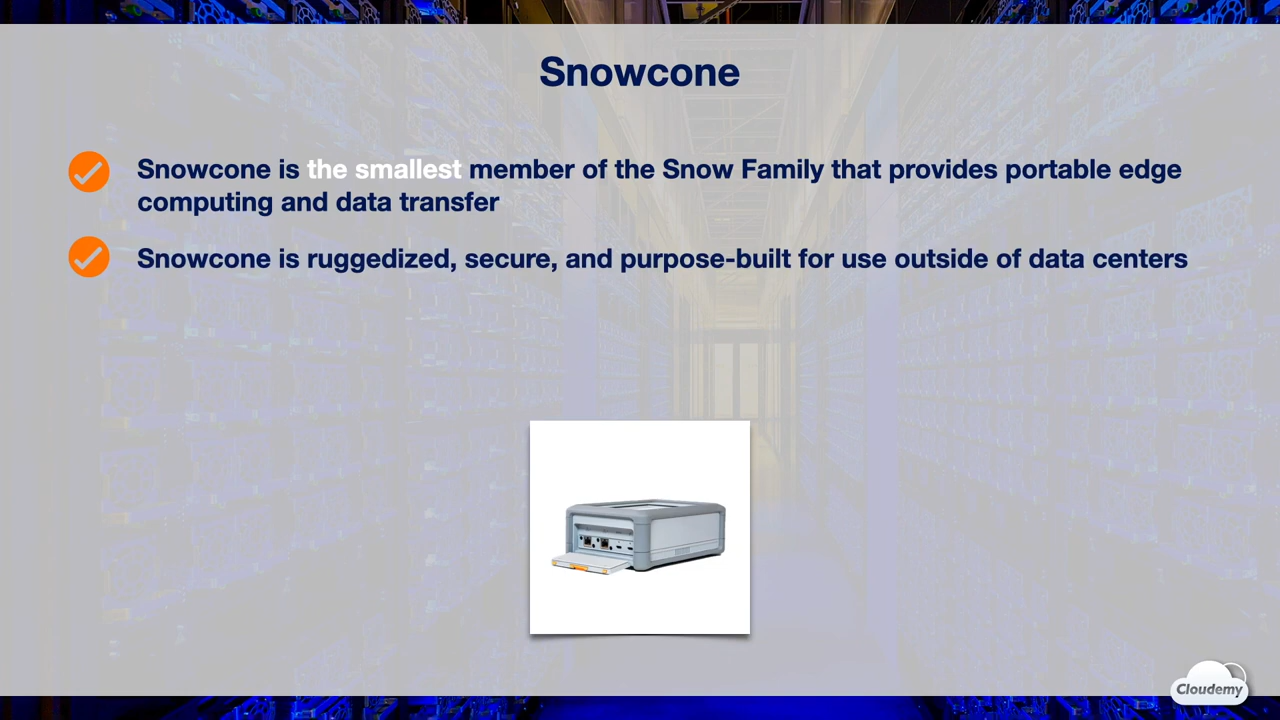 Snowcone
Snowcone is the smallest member of the Snow Family that provides portable edge
computing and data transfer
Snowcone is ruggedized, secure, and purpose-built for use outside of data centers
Cloudemy